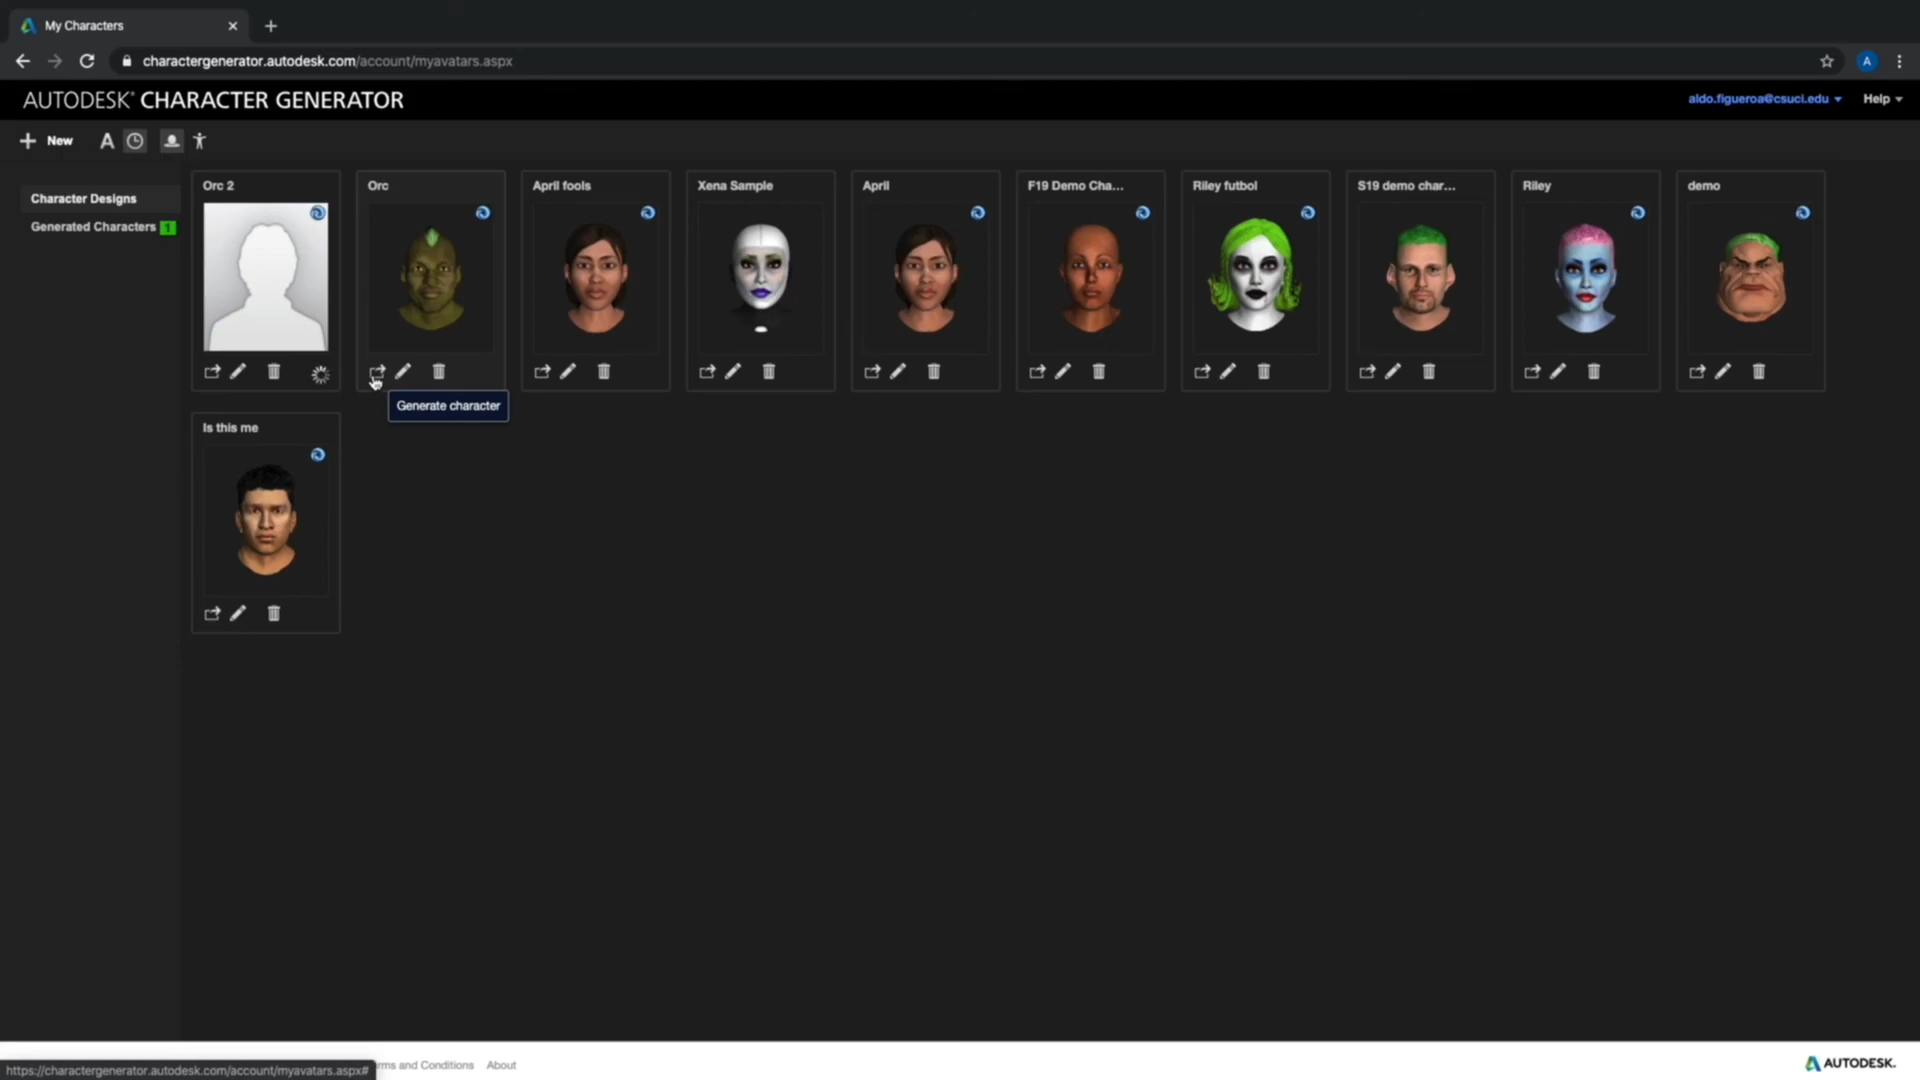 My Characters
charactergenerator.autodesk.com/account/myavatars.aspx
A
AUTODESK® CHARACTER GENERATOR
aldo.figueroa@csuci.edu
Help
New
A
Character Designs
Generated Characters 1
Orc 2
Orc
April fools
Xena Sample
April
F19 Demo Cha...
Riley futbol
S19 demo char...
Riley
demo
Generate character
Is this me
https://charactergenerator.autodesk.com/account/myavatars.aspx#
rms and Conditions
About
AUTODESK.